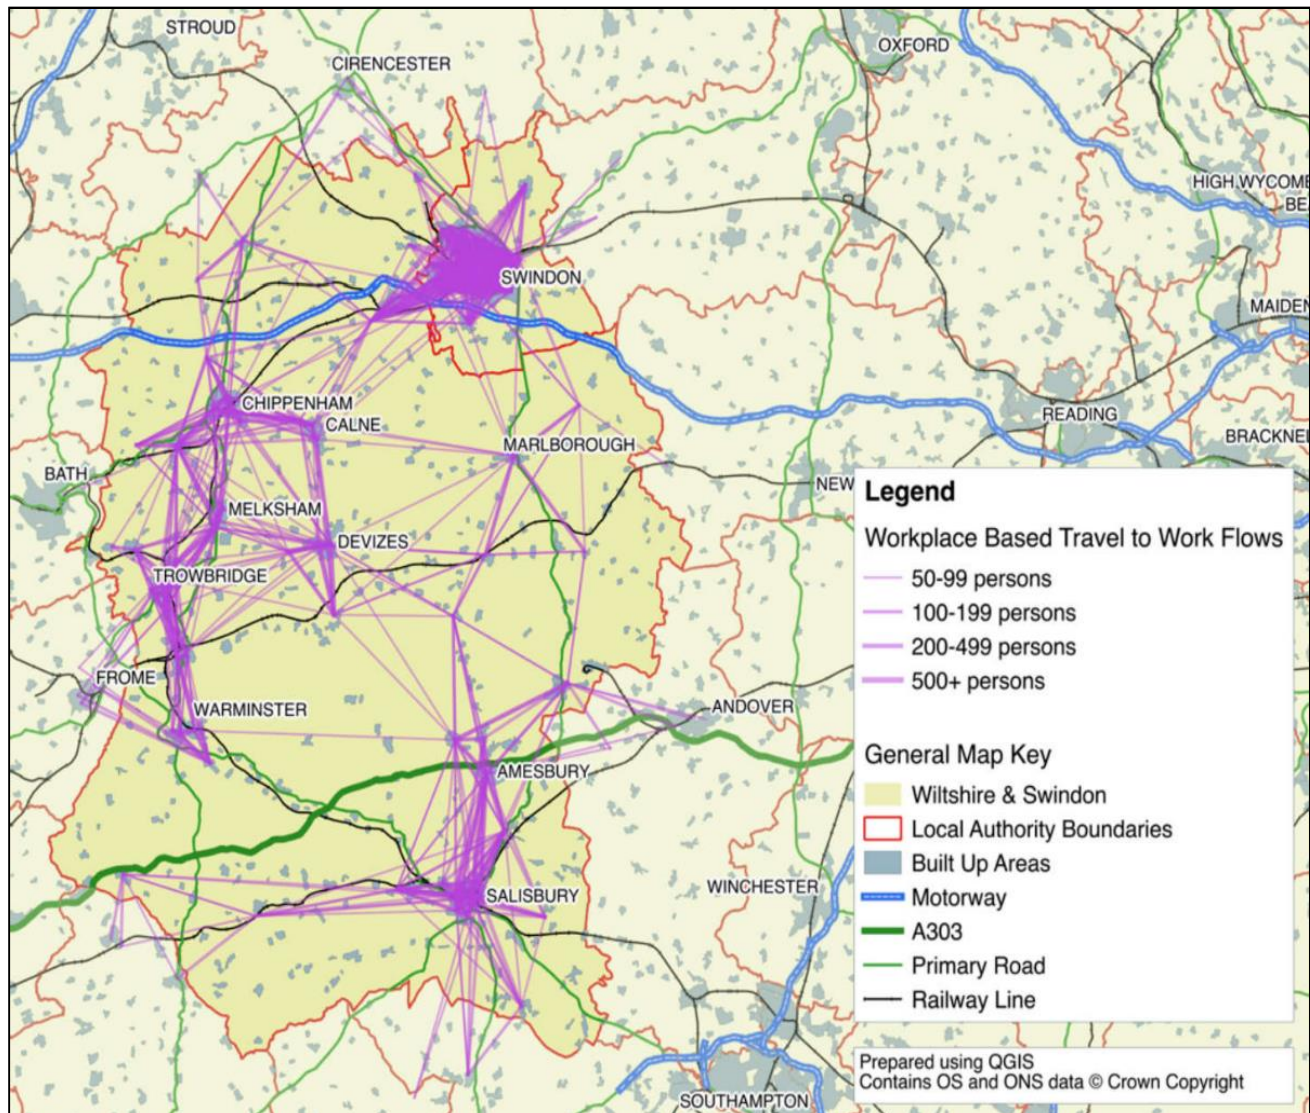 STROUD
OXFORD
CIRENCESTER
HIGH WYCOMB
BE
SWINDON
MAIDEN
CHIPPENHAM
CALNE
READING
MARLBOROUGH
BRACKNE
BATH
NEW
MELKSHAM
DEVIZES
TROWBRIDGE
FROME
WARMINSTER
ANDOVER
AMESBURY
WINCHESTER
SALISBURY
SOUTHAMPTON
Legend
Workplace Based Travel to Work Flows
50-99 persons
100-199 persons
200-499 persons
500+ persons
General Map Key
Wiltshire & Swindon
Local Authority Boundaries
Built Up Areas
Motorway
A303
Primary Road
Railway Line
Prepared using QGIS
Contains OS and ONS data © Crown Copyright